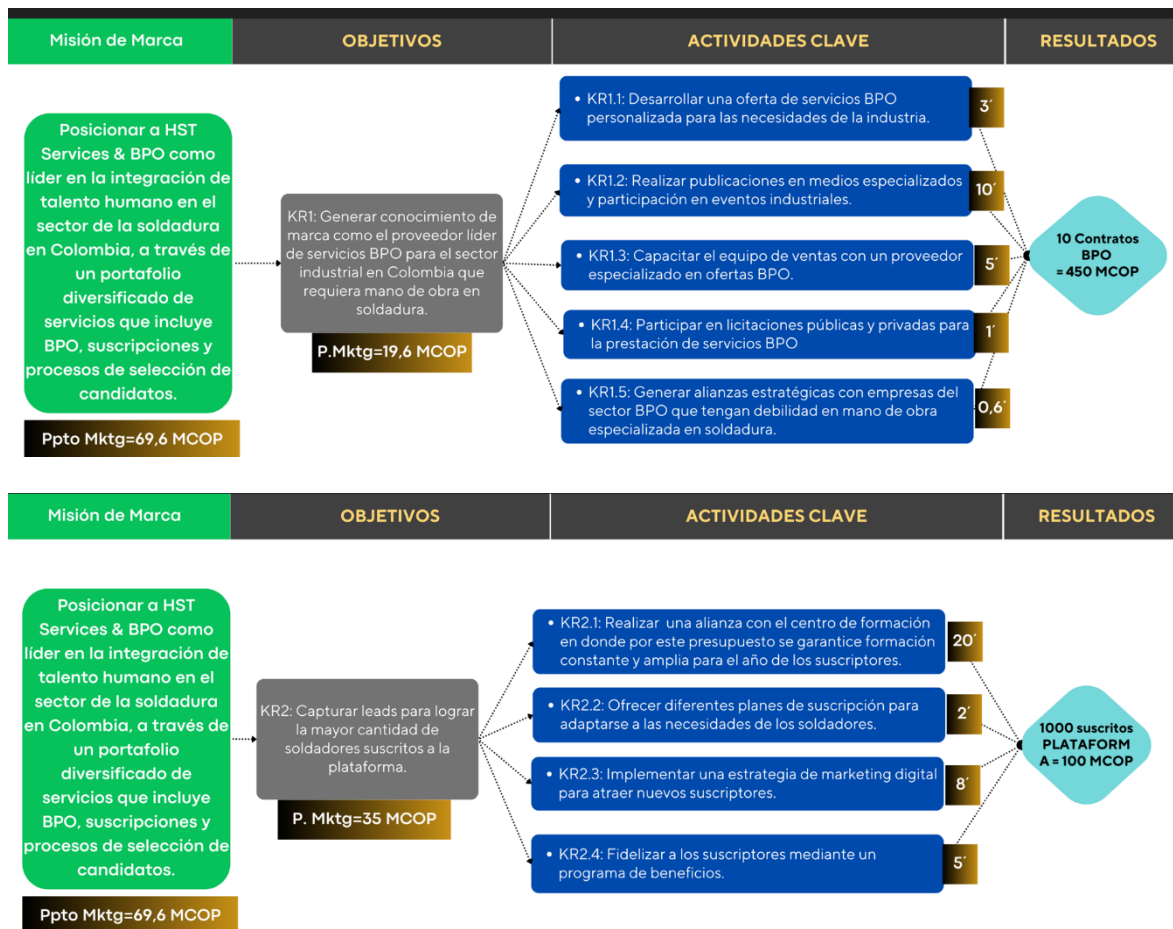 Misión de Marca
OBJETIVOS
ACTIVIDADES CLAVE
RESULTADOS
Posicionar a HST
Services & BPO como
líder en la integración de
talento humano en el
sector de la soldadura
en Colombia, a través de
un portafolio
diversificado de
servicios que incluye
BPO, suscripciones y
procesos de selección de
candidatos.
Ppto Mktg=69,6 MCOP
KR1: Generar conocimiento de
marca como el proveedor líder
de servicios BPO para el sector
industrial en Colombia que
requiera mano de obra en
soldadura.
P.Mktg=19,6 MCOP
• KR1.1: Desarrollar una oferta de servicios BPO
personalizada para las necesidades de la industria.
3´
• KR1.2: Realizar publicaciones en medios especializados
y participación en eventos industriales.
10´
• KR1.3: Capacitar el equipo de ventas con un proveedor
especializado en ofertas BPO.
5´
• KR1.4: Participar en licitaciones públicas y privadas para
la prestación de servicios BPO
1´
• KR1.5: Generar alianzas estratégicas con empresas del
sector BPO que tengan debilidad en mano de obra
especializada en soldadura.
0,6´
10 Contratos
BPO
= 450 MCOP
Misión de Marca
OBJETIVOS
ACTIVIDADES CLAVE
RESULTADOS
Posicionar a HST
Services & BPO como
líder en la integración de
talento humano en el
sector de la soldadura
en Colombia, a través de
un portafolio
diversificado de
servicios que incluye
BPO, suscripciones y
procesos de selección de
candidatos.
Ppto Mktg=69,6 MCOP
KR2: Capturar leads para lograr
la mayor cantidad de
soldadores suscritos a la
plataforma.
P. Mktg=35 MCOP
• KR2.1: Realizar una alianza con el centro de formación
en donde por este presupuesto se garantice formación
constante y amplia para el año de los suscriptores.
20´
• KR2.2: Ofrecer diferentes planes de suscripción para
adaptarse a las necesidades de los soldadores.
2´
• KR2.3: Implementar una estrategia de marketing digital
para atraer nuevos suscriptores.
8´
• KR2.4: Fidelizar a los suscriptores mediante un
programa de beneficios.
5´
1000 suscritos
PLATAFORM
A = 100 MCOP